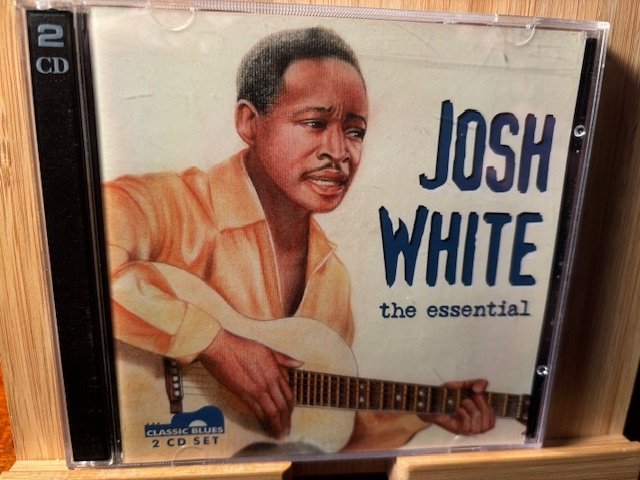 2
CD
JOSH
WHITE
the essential
CLASSIC BLUES
2 CD SET